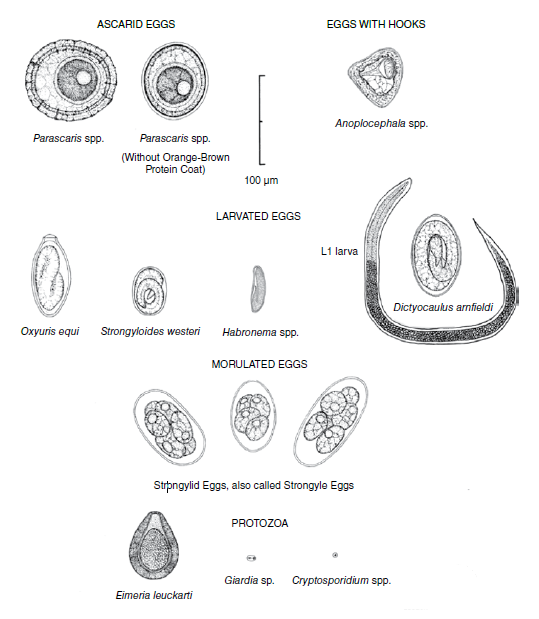 ASCARID EGGS
EGGS WITH HOOKS
Parascaris spp.
Parascaris spp.
(Without Orange-Brown
Protein Coat)
Anoplocephala spp.
100 µm
LARVATED EGGS
L1 larva
Dictyocaulus arnfieldi
Oxyuris equi
Strongyloides westeri
Habronema spp.
MORULATED EGGS
Strongylid Eggs, also called Strongyle Eggs
PROTOZOA
Giardia sp.
Cryptosporidium spp.
Eimeria leuckarti